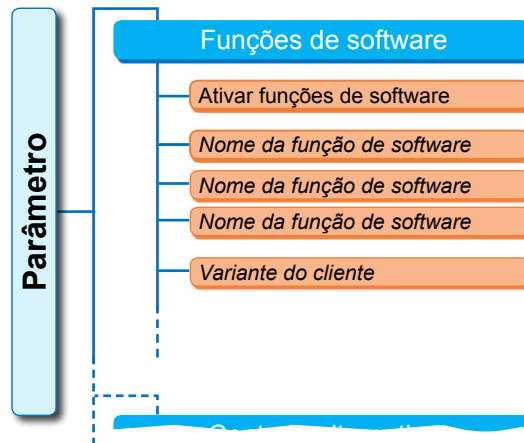 Funções de software
Ativar funções de software
Nome da função de software
Nome da função de software
Nome da função de software
Variante do cliente
Parâmetro